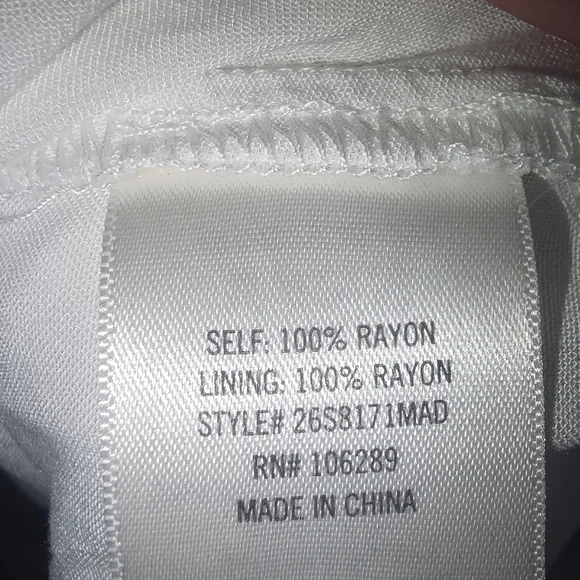 SELF: 100% RAYON
LINING: 100% RAYON
STYLE# 26S8171MAD
RN# 106289
MADE IN CHINA